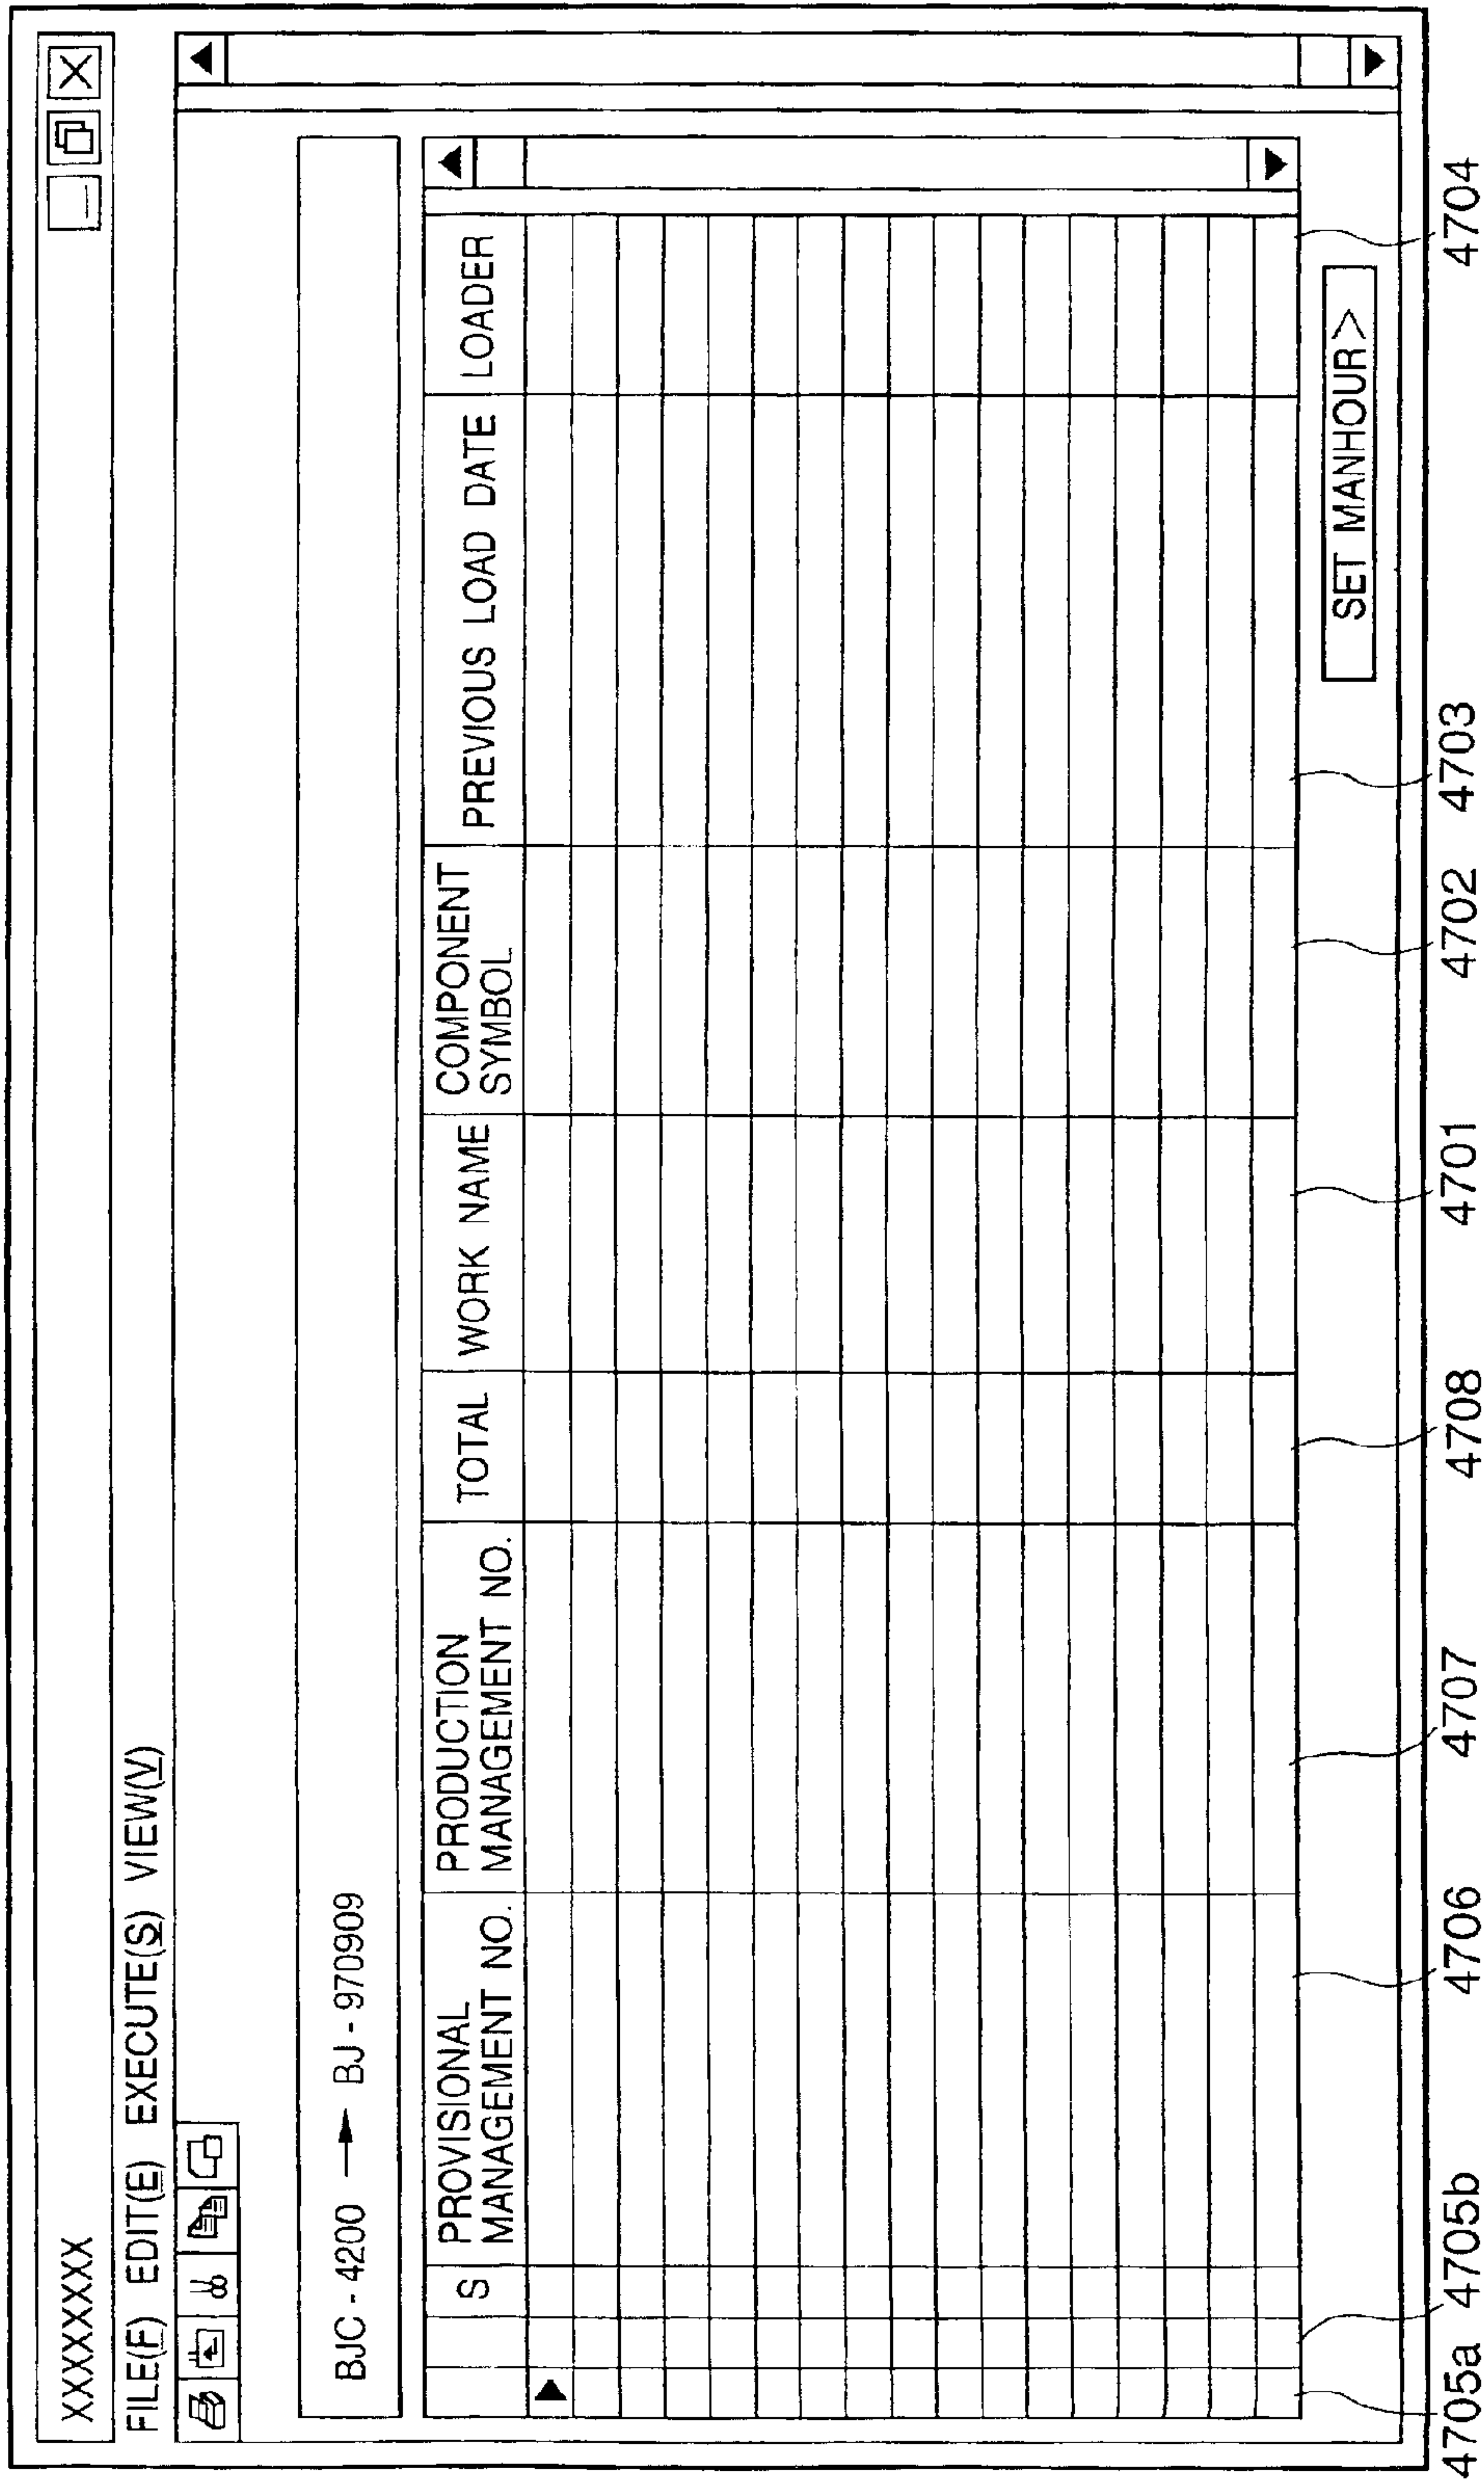 XXXXXXXX
FILE(F) EDIT(E) EXECUTE(S) VIEW(V)
BJC - 4200 → BJ - 970909
S
PROVISIONAL
MANAGEMENT NO.
PRODUCTION
MANAGEMENT NO.
TOTAL
WORK NAME
COMPONENT
SYMBOL
PREVIOUS LOAD DATE
LOADER
SET MANHOUR>
4705a 4705b 4706 4707 4708 4701 4702 4703 4704